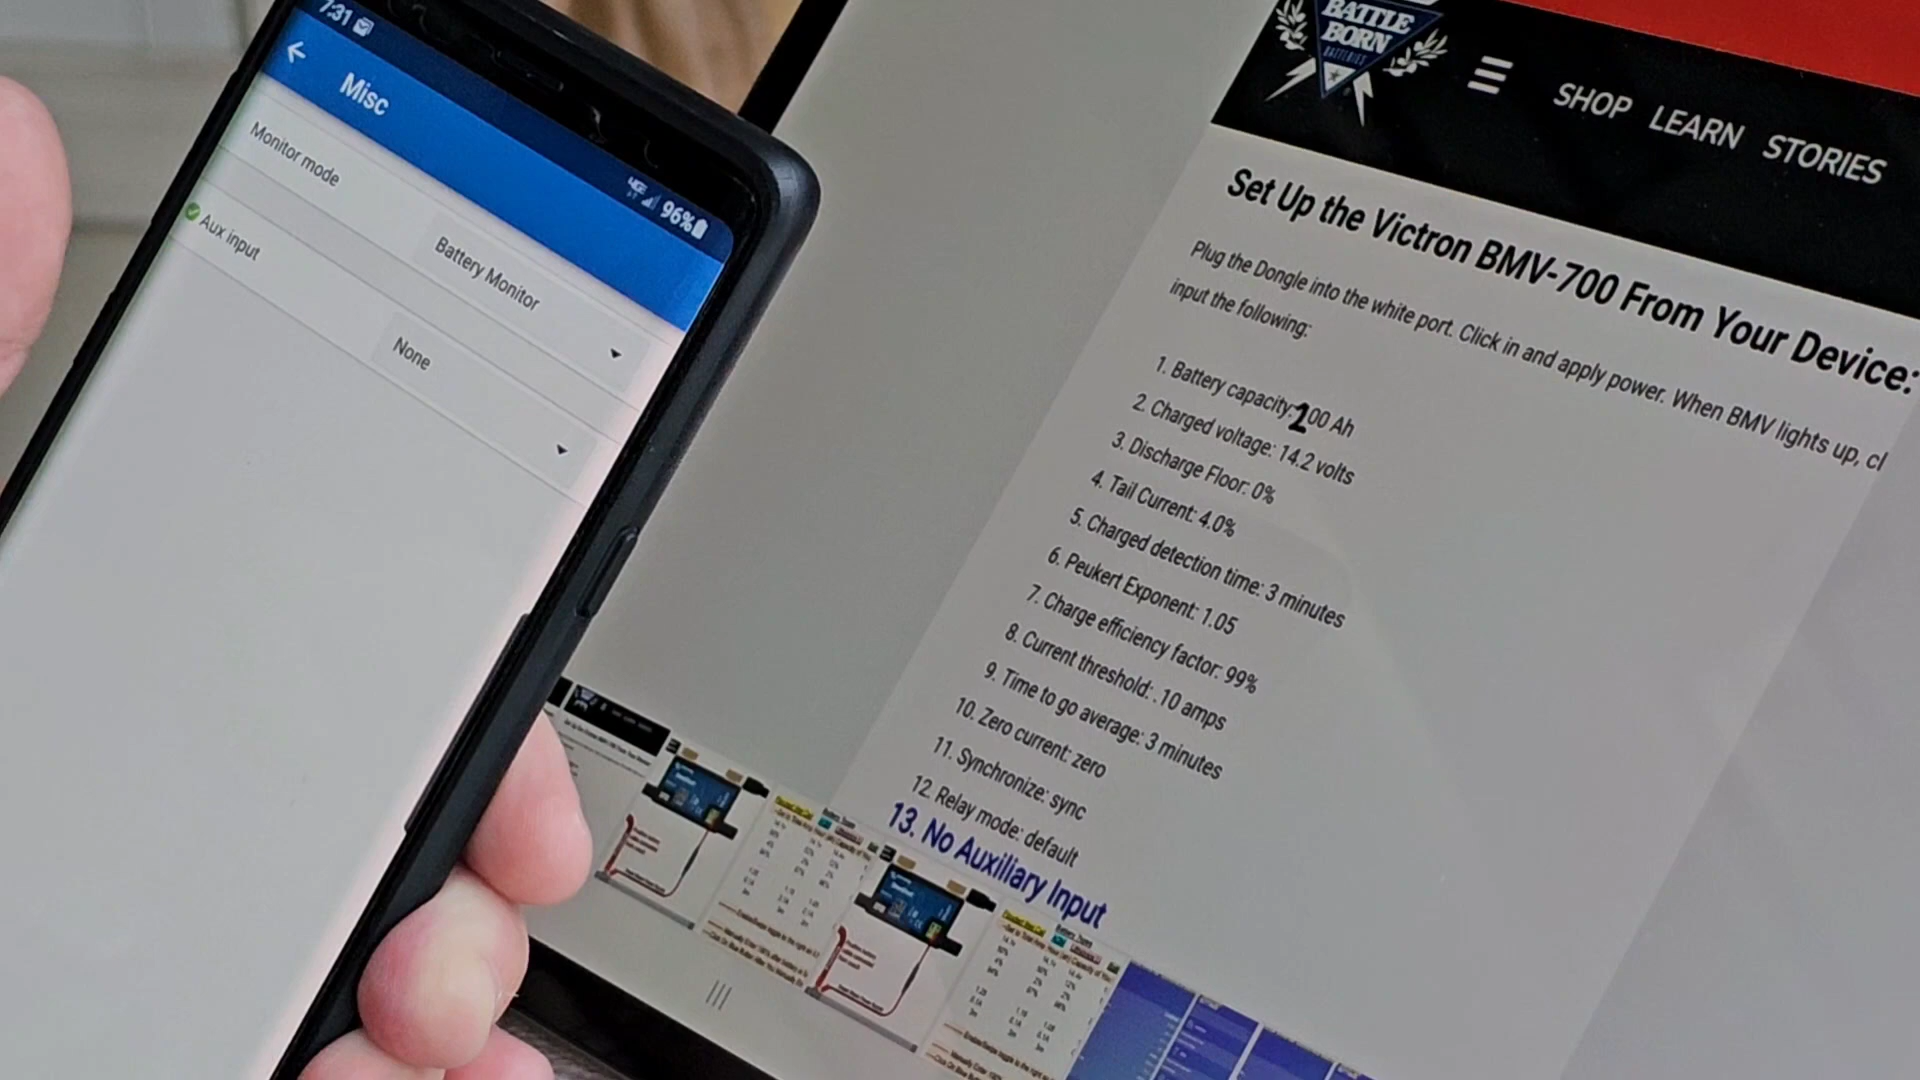 7:31
96%
Misc
Monitor mode
Battery Monitor
Aux input
None
BATTLE
BORN
BATTERIES
SHOP LEARN STORIES
Set Up the Victron BMV-700 From Your Device:
Plug the Dongle into the white port. Click in and apply power. When BMV lights up, cl
input the following:
1. Battery capacity: 200 Ah
2. Charged voltage: 14.2 volts
3. Discharge Floor: 0%
4. Tail Current: 4.0%
5. Charged detection time: 3 minutes
6. Peukert Exponent: 1.05
7. Charge efficiency factor: 99%
8. Current threshold: .10 amps
9. Time to go average: 3 minutes
10. Zero current: zero
11. Synchronize: sync
12. Relay mode: default
13. No Auxiliary Input